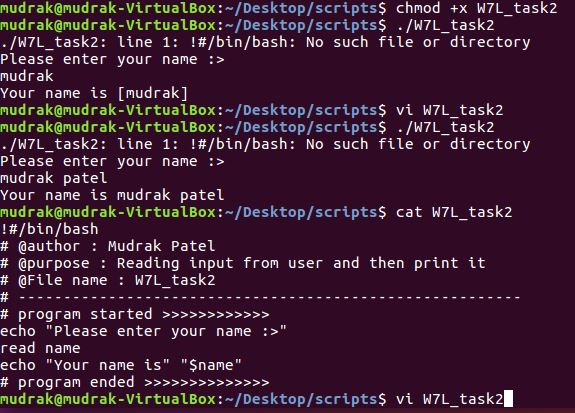 mudrak@mudrak-VirtualBox:~/Desktop/scripts$ chmod +x W7L_task2
mudrak@mudrak-VirtualBox:~/Desktop/scripts$ ./W7L_task2
./W7L_task2: line 1: !#/bin/bash: No such file or directory
Please enter your name :>
mudrak
Your name is [mudrak]
mudrak@mudrak-VirtualBox:~/Desktop/scripts$ vi W7L_task2
mudrak@mudrak-VirtualBox:~/Desktop/scripts$ ./W7L_task2
./W7L_task2: line 1: !#/bin/bash: No such file or directory
Please enter your name :>
mudrak patel
Your name is mudrak patel
mudrak@mudrak-VirtualBox:~/Desktop/scripts$ cat W7L_task2
!#/bin/bash
# @author : Mudrak Patel
# @purpose : Reading input from user and then print it
# @File name : W7L_task2
# ----------------------------------------------------------
# program started >>>>>>>>>>>>
echo "Please enter your name :>"
read name
echo "Your name is" "$name"
# program ended >>>>>>>>>>>>>>
mudrak@mudrak-VirtualBox:~/Desktop/scripts$ vi W7L_task2